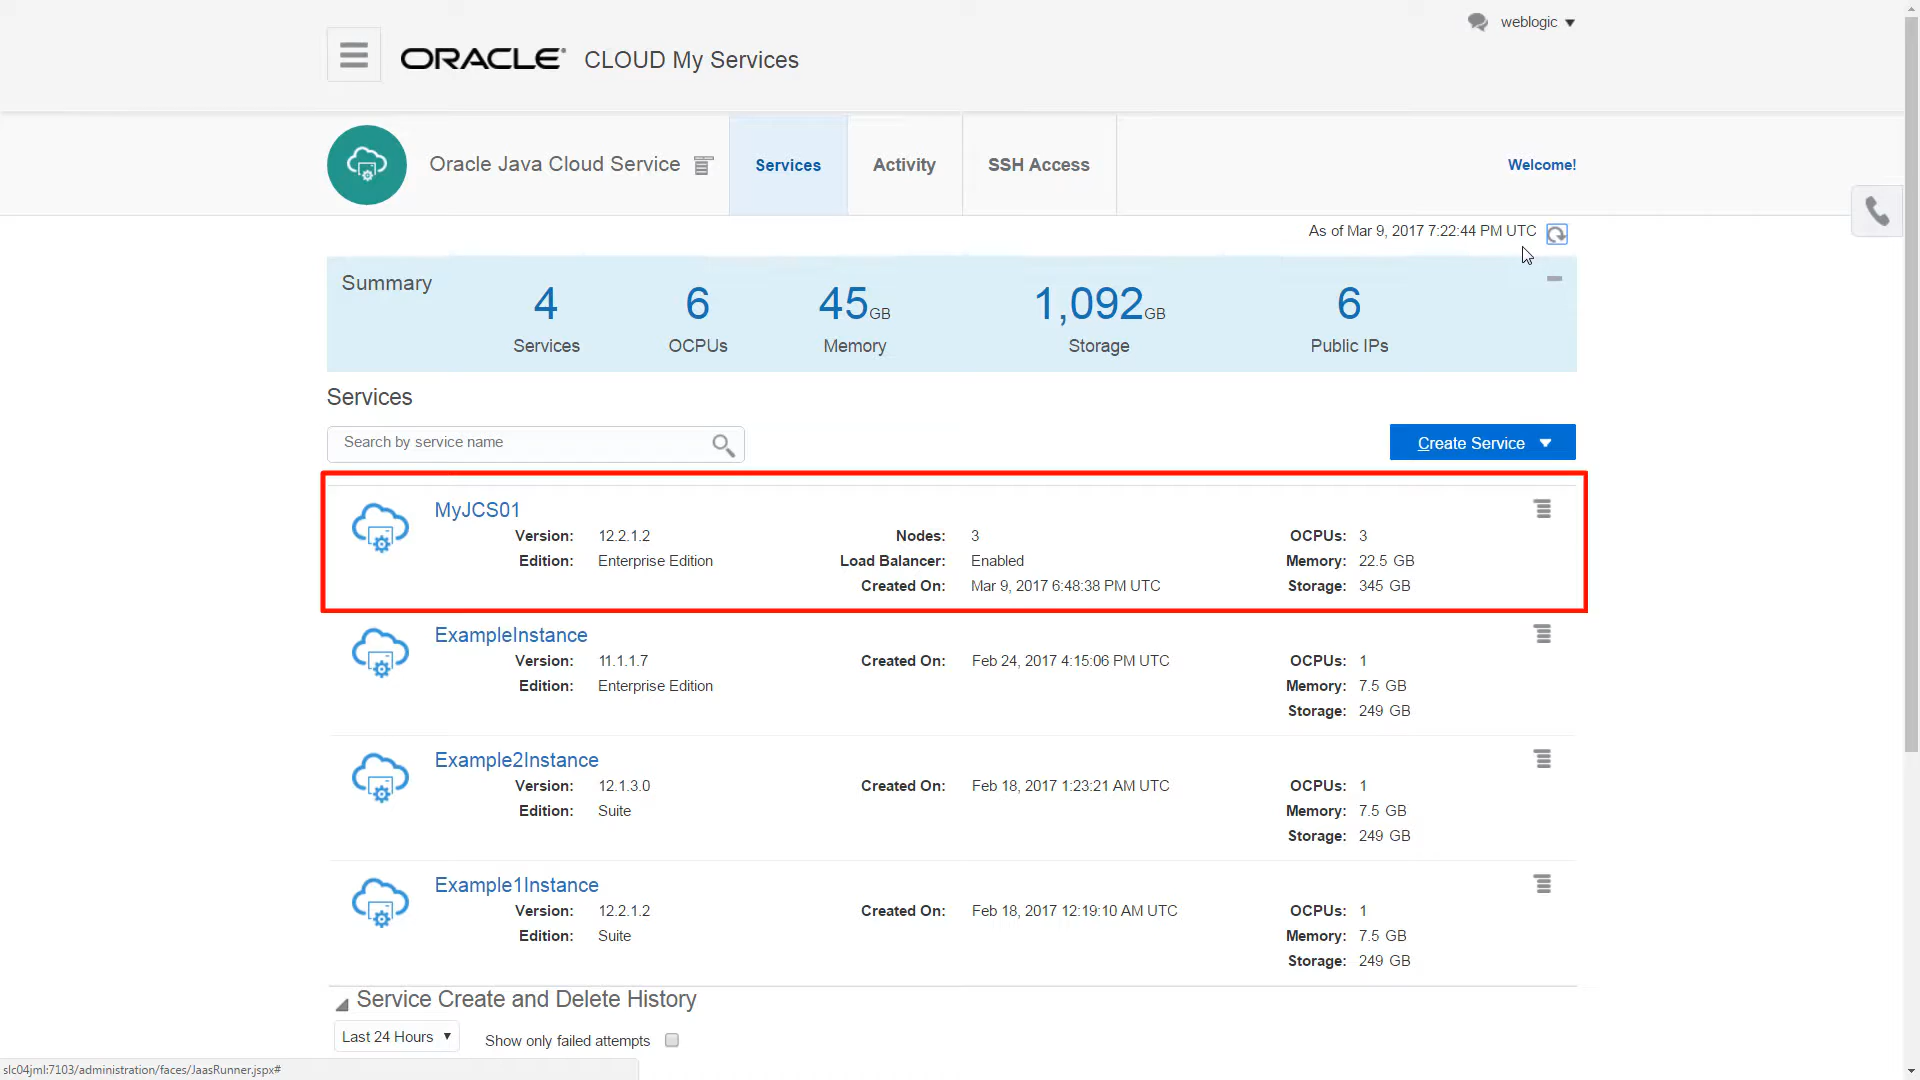 weblogic
ORACLE CLOUD My Services
Oracle Java Cloud Service
Services
Activity
SSH Access
Welcome!
As of Mar 9, 2017 7:22:44 PM UTC
Summary
4
6
45GB
1,092GB
6
Services
OCPUs
Memory
Storage
Public IPs
Services
Search by service name
Create Service
MyJCS01
Version: 12.2.1.2 Nodes: 3 OCPUs: 3
Edition: Enterprise Edition Load Balancer: Enabled Memory: 22.5 GB
Created On: Mar 9, 2017 6:48:38 PM UTC Storage: 345 GB
ExampleInstance
Version: 11.1.1.7 Created On: Feb 24, 2017 4:15:06 PM UTC OCPUs: 1
Edition: Enterprise Edition Memory: 7.5 GB
Storage: 249 GB
Example2Instance
Version: 12.1.3.0 Created On: Feb 18, 2017 1:23:21 AM UTC OCPUs: 1
Edition: Suite Memory: 7.5 GB
Storage: 249 GB
Example1Instance
Version: 12.2.1.2 Created On: Feb 18, 2017 12:19:10 AM UTC OCPUs: 1
Edition: Suite Memory: 7.5 GB
Storage: 249 GB
Service Create and Delete History
Last 24 Hours Show only failed attempts
slc04jml:7103/administration/faces/JaasRunner.jspx#